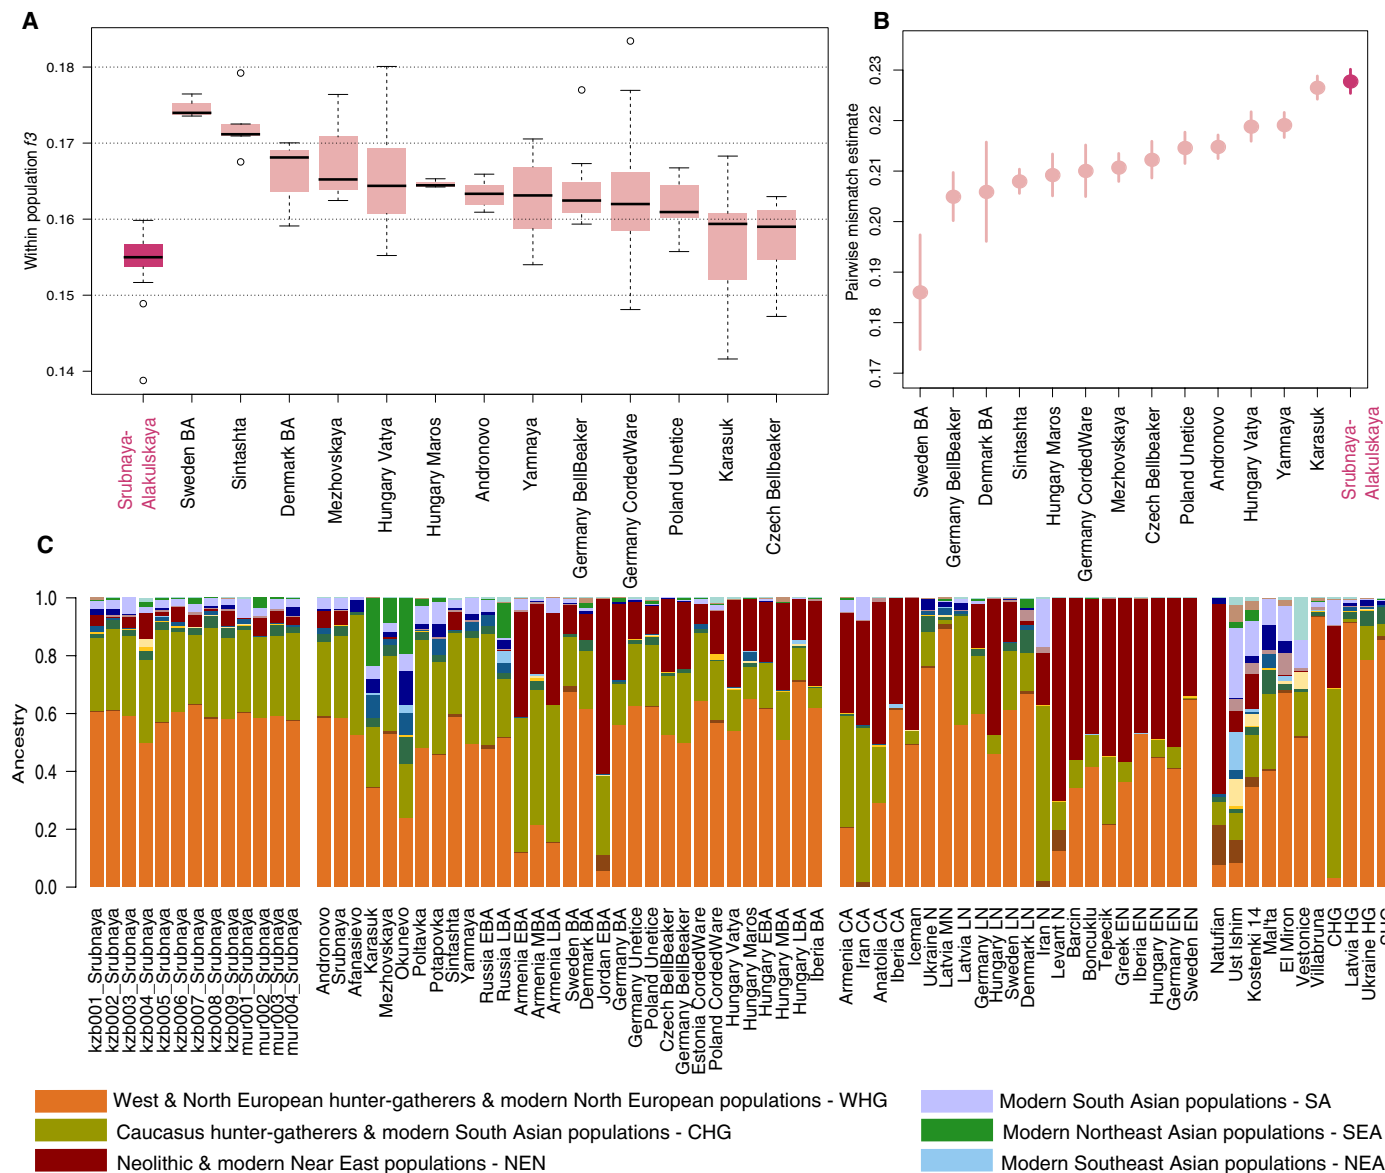 A
Within population f3
0.18
0.17
0.16
0.15
0.14
Srubnaya-
Alakulskaya
Sweden BA
Sintashta
Denmark BA
Mezhovskaya
Hungary Vatya
Hungary Maros
Andronovo
Yamnaya
Germany BellBeaker
Germany CordedWare
Poland Unetice
Karasuk
Czech Bellbeaker
B
Pairwise mismatch estimate
0.23
0.22
0.21
0.20
0.19
0.18
0.17
Sweden BA
Germany BellBeaker
Denmark BA
Sintashta
Hungary Maros
Germany CordedWare
Mezhovskaya
Czech Bellbeaker
Poland Unetice
Andronovo
Hungary Vatya
Yamnaya
Karasuk
Srubnaya-
Alakulskaya
C
Ancestry
1.0
0.8
0.6
0.4
0.2
0.0
kzb001_Srubnaya
kzb002_Srubnaya
kzb003_Srubnaya
kzb004_Srubnaya
kzb005_Srubnaya
kzb006_Srubnaya
kzb007_Srubnaya
kzb008_Srubnaya
kzb009_Srubnaya
mur001_Srubnaya
mur002_Srubnaya
mur003_Srubnaya
mur004_Srubnaya
Andronovo
Srubnaya
Afanasievo
Karasuk
Mezhovskaya
Okunevo
Poltavka
Potapovka
Sintashta
Yamnaya
Russia EBA
Russia LBA
Armenia EBA
Armenia MBA
Armenia LBA
Sweden BA
Denmark BA
Jordan EBA
Germany BA
Germany Unetice
Poland Unetice
Czech BellBeaker
Germany BellBeaker
Estonia CordedWare
Poland CordedWare
Hungary Vatya
Hungary Maros
Hungary EBA
Hungary MBA
Hungary LBA
Iberia BA
Armenia CA
Iran CA
Anatolia CA
Iberia CA
Iceman
Ukraine N
Latvia MN
Latvia LN
Germany LN
Hungary LN
Sweden LN
Denmark LN
Iran N
Levant N
Barcin
Boncuklu
Tepecik
Greek EN
Iberia EN
Hungary EN
Germany EN
Sweden EN
Natufian
Ust Ishim
Kostenki 14
Malta
El Miron
Vestonice
Villabruna
CHG
Latvia HG
Ukraine HG
West & North European hunter-gatherers & modern North European populations - WHG
Caucasus hunter-gatherers & modern South Asian populations - CHG
Neolithic & modern Near East populations - NEN
Modern South Asian populations - SA
Modern Northeast Asian populations - SEA
Modern Southeast Asian populations - NEA